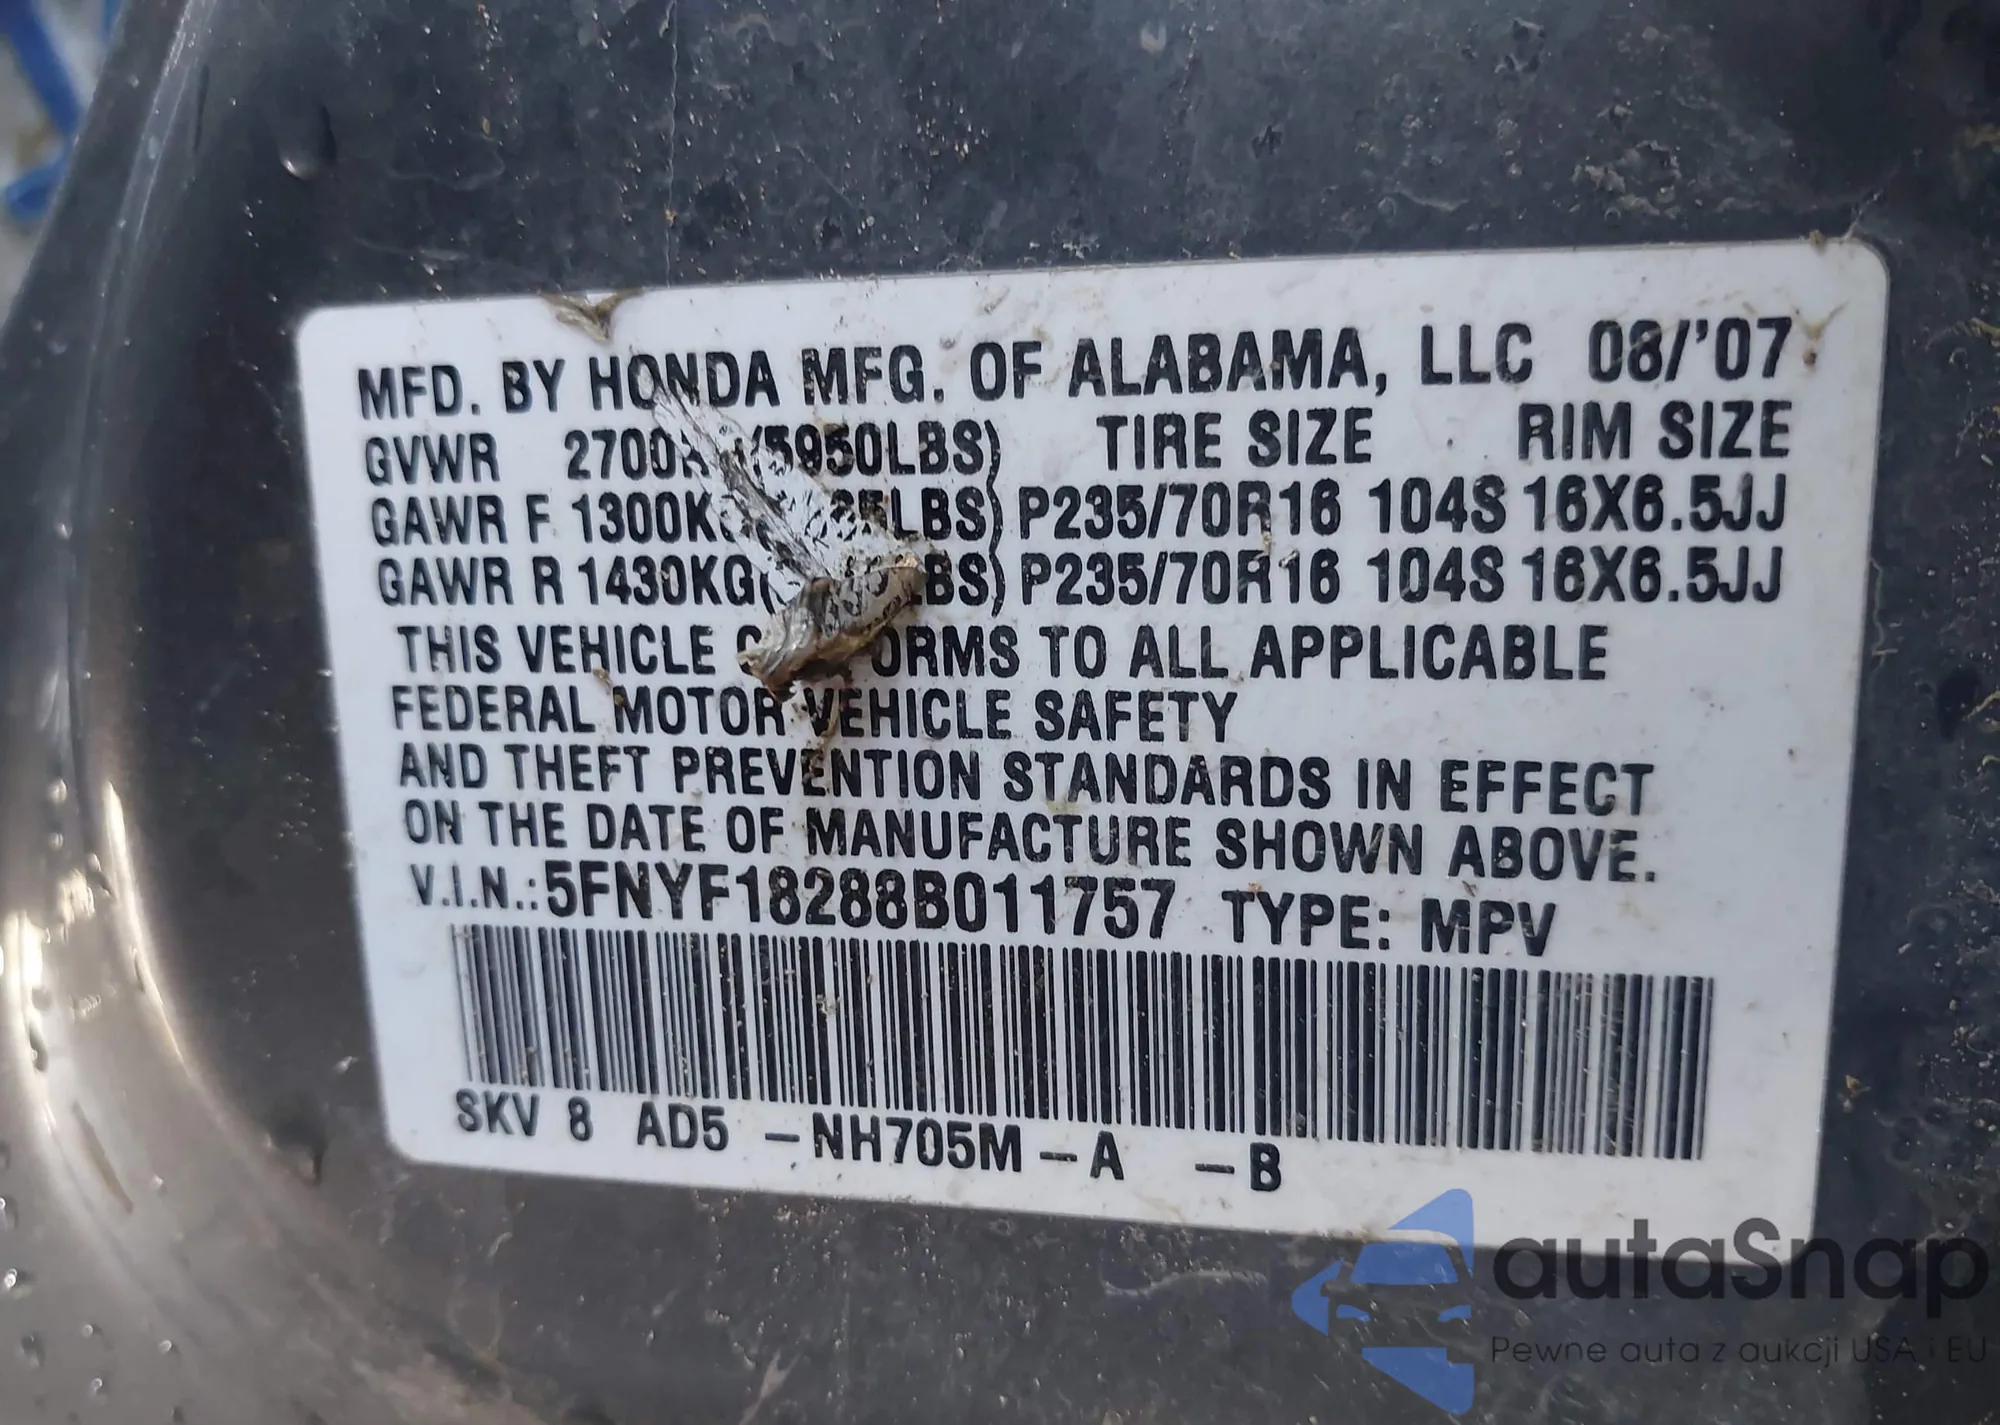 MFD. BY HONDA MFG. OF ALABAMA, LLC 08/'07
GVWR 2700 (5950LBS) TIRE SIZE RIM SIZE
GAWR F 1300KG LBS) P235/70R16 104S 16X6.5JJ
GAWR R 1430KG( LBS) P235/70R16 104S 16X6.5JJ
THIS VEHICLE C ORMS TO ALL APPLICABLE
FEDERAL MOTOR VEHICLE SAFETY
AND THEFT PREVENTION STANDARDS IN EFFECT
ON THE DATE OF MANUFACTURE SHOWN ABOVE.
V.I.N.: 5FNYF18288B011757 TYPE: MPV
SKV 8 AD5 -NH705M-A -B
autaSnap
Pewne auta z aukcji USA i EU